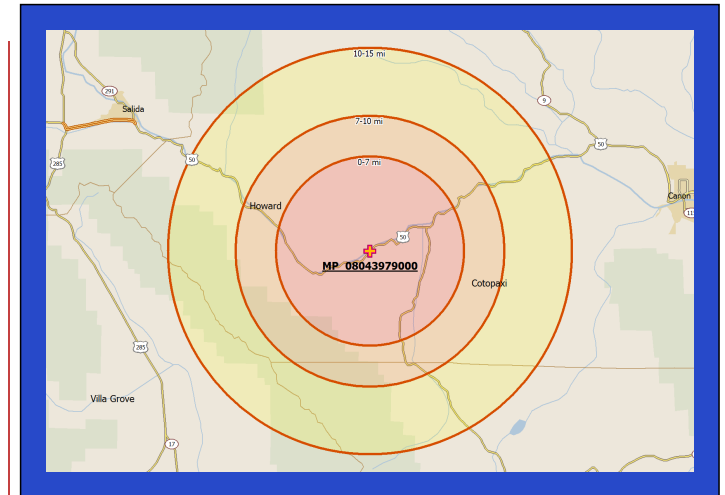 10-15 mi
291
Salida
9
7-10 mi
50
50
285
0-7 mi
Canon
Howard
11
50
MP 08043979000
Cotopaxi
285
Villa Grove
17